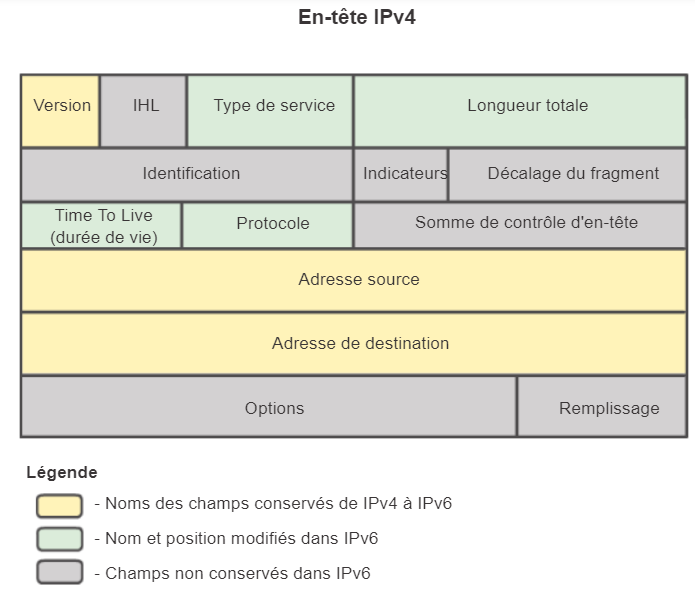 En-tête IPv4
Version IHL Type de service Longueur totale
Identification Indicateurs Décalage du fragment
Time To Live
(durée de vie) Protocole Somme de contrôle d'en-tête
Adresse source
Adresse de destination
Options Remplissage
Légende
- Noms des champs conservés de IPv4 à IPv6
- Nom et position modifiés dans IPv6
- Champs non conservés dans IPv6